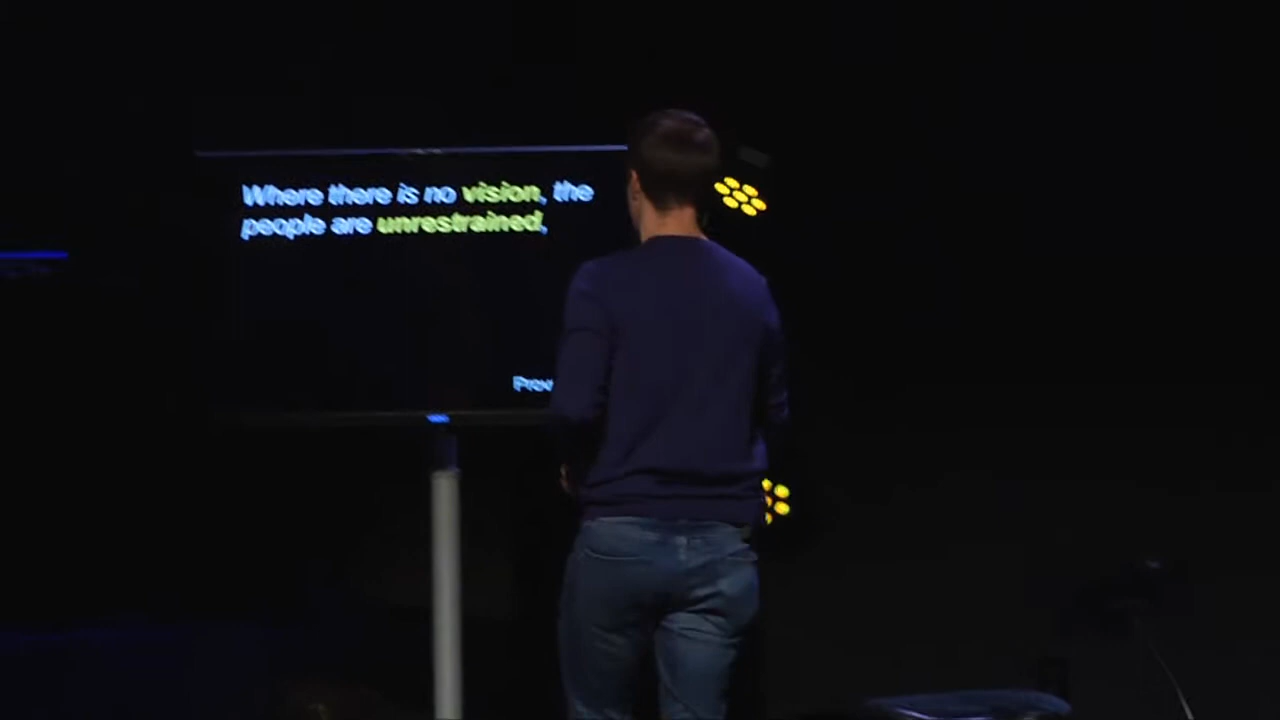 Where there is no vision, the
people are unrestrained,